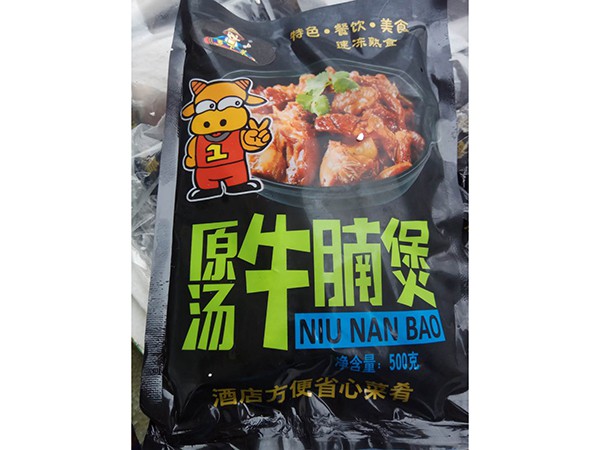 特色·餐饮·美食
速冻熟食
1
原汤牛腩煲
NIU NAN BAO
净含量：500克
酒店方便省心菜肴